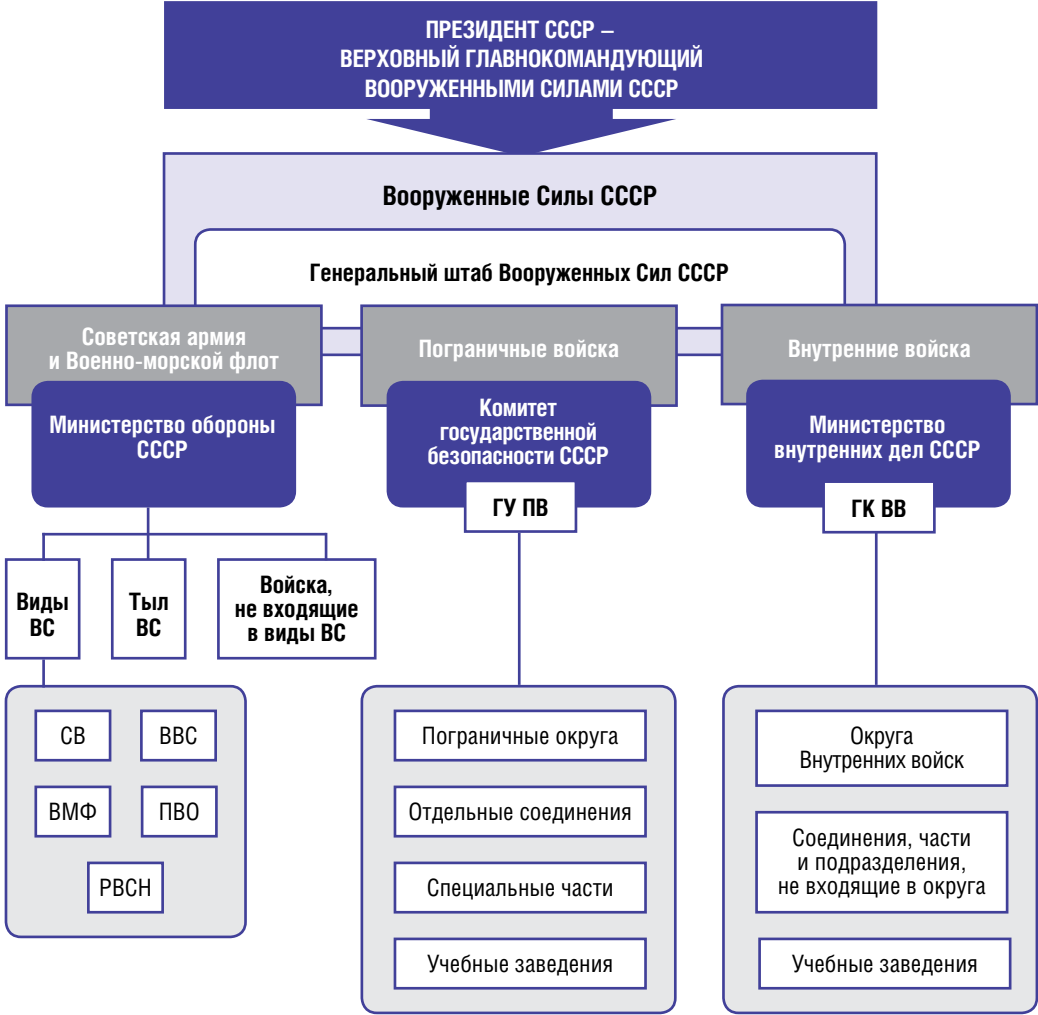 ПРЕЗИДЕНТ СССР –
ВЕРХОВНЫЙ ГЛАВНОКОМАНДУЮЩИЙ
ВООРУЖЕННЫМИ СИЛАМИ СССР
Вооруженные Силы СССР
Генеральный штаб Вооруженных Сил СССР
Советская армия
и Военно-морской флот
Министерство обороны
СССР
Пограничные войска
Комитет
государственной
безопасности СССР
ГУ ПВ
Внутренние войска
Министерство
внутренних дел СССР
ГК ВВ
Виды
ВС
Тыл
ВС
Войска,
не входящие
в виды ВС
СВ
ВВС
ВМФ
ПВО
РВСН
Пограничные округа
Отдельные соединения
Специальные части
Учебные заведения
Округа
Внутренних войск
Соединения, части
и подразделения,
не входящие в округа
Учебные заведения